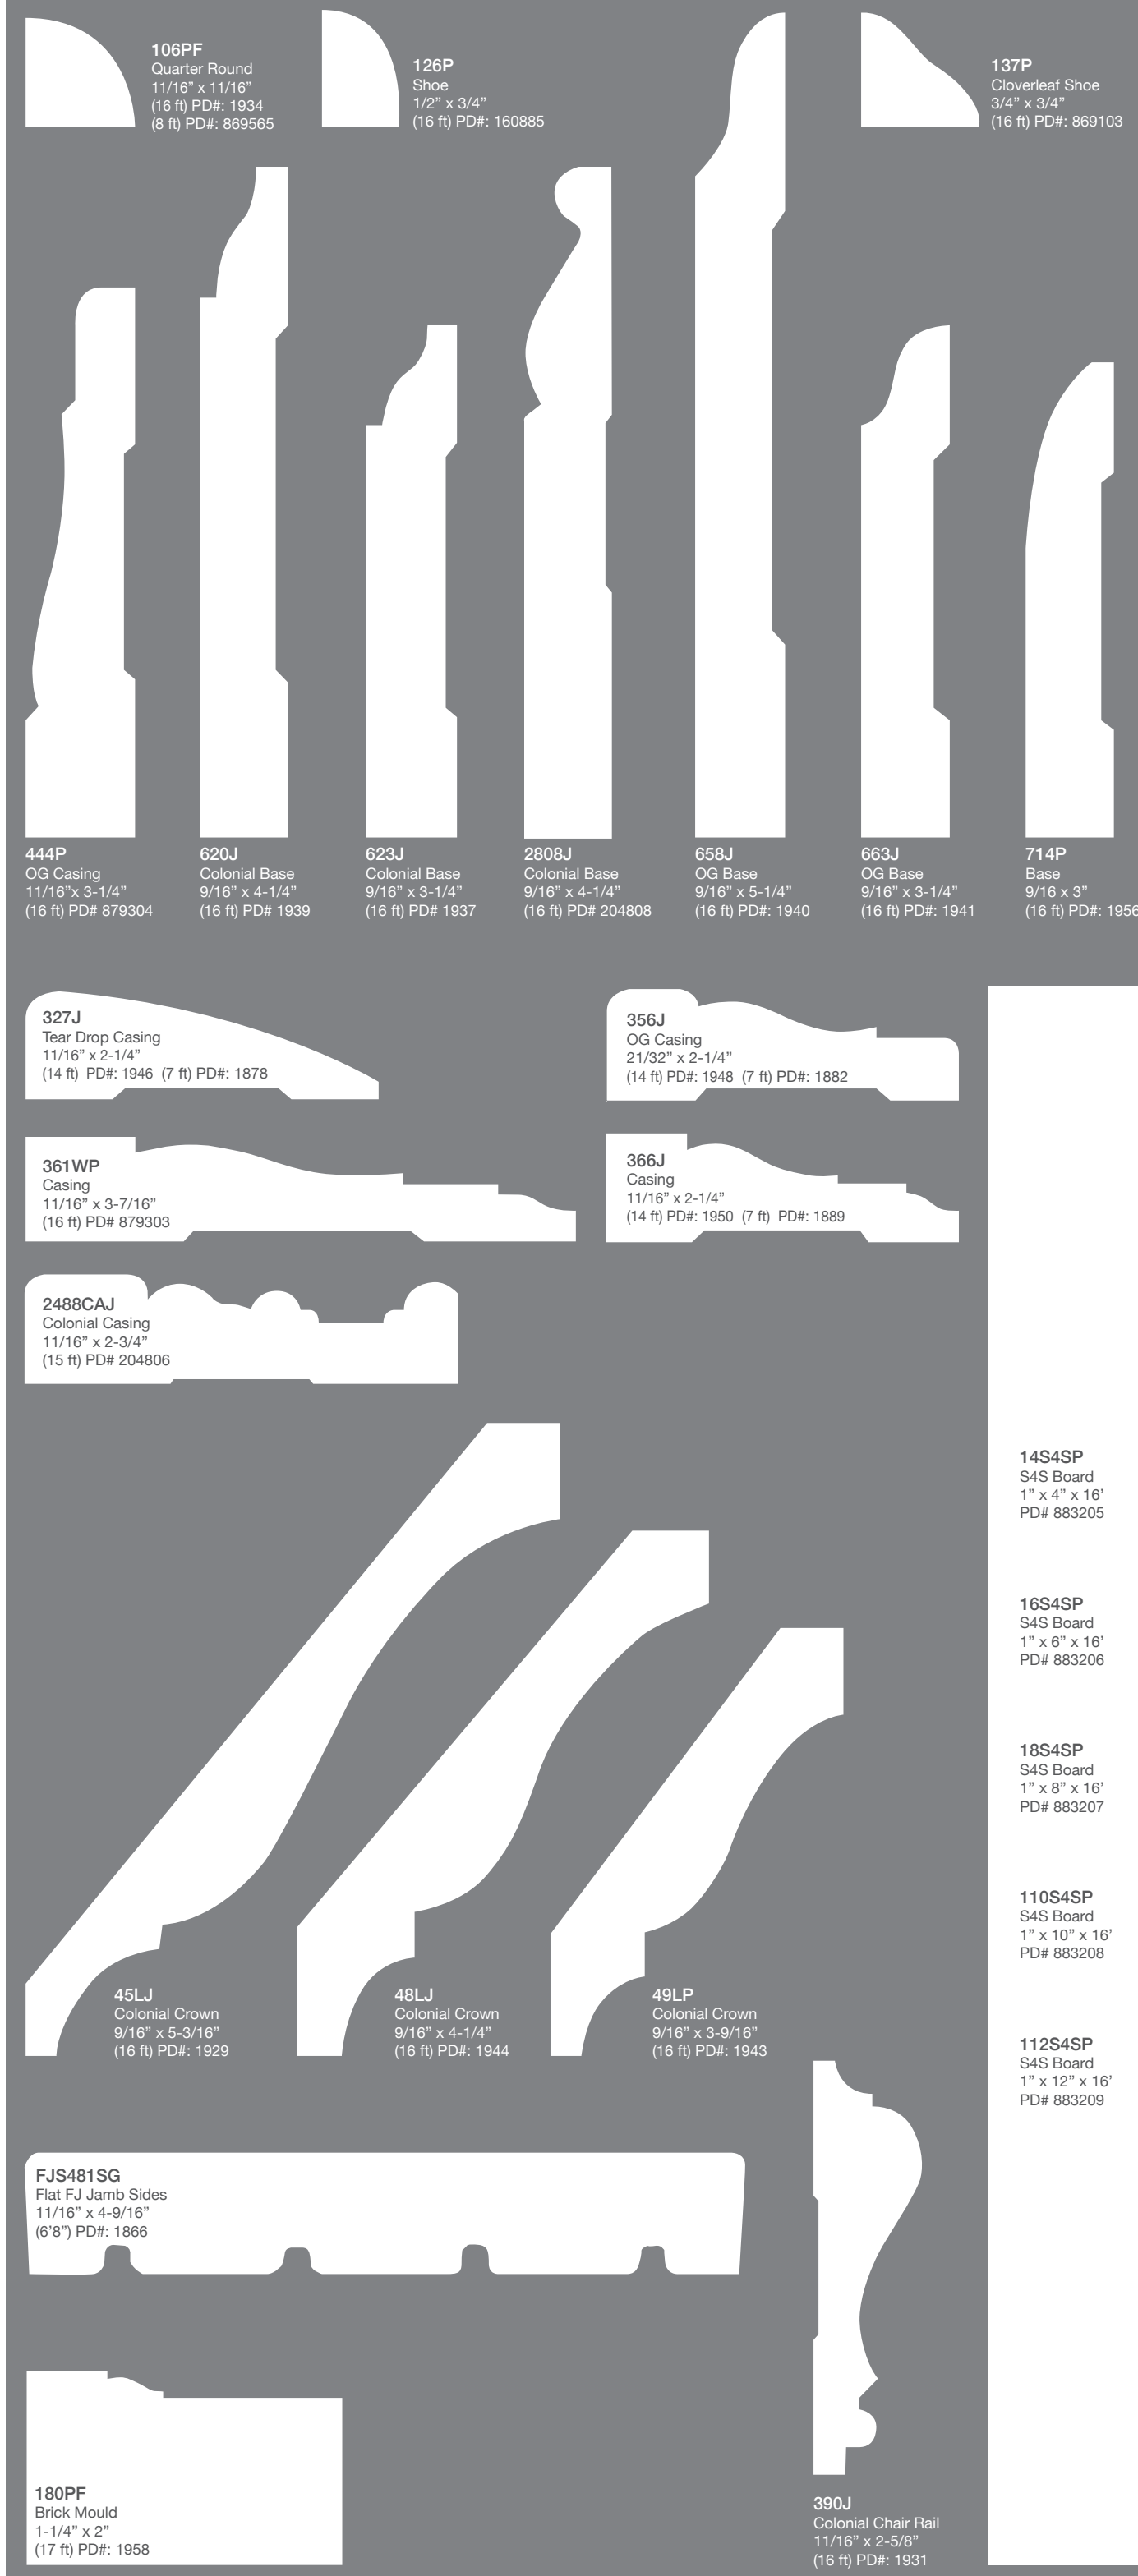 106PF
Quarter Round
11/16” x 11/16”
(16 ft) PD#: 1934
(8 ft) PD#: 869565
126P
Shoe
1/2” x 3/4”
(16 ft) PD#: 160885
137P
Cloverleaf Shoe
3/4” x 3/4”
(16 ft) PD#: 869103
444P
OG Casing
11/16”x 3-1/4”
(16 ft) PD# 879304
620J
Colonial Base
9/16” x 4-1/4”
(16 ft) PD# 1939
623J
Colonial Base
9/16” x 3-1/4”
(16 ft) PD# 1937
2808J
Colonial Base
9/16” x 4-1/4”
(16 ft) PD# 204808
658J
OG Base
9/16” x 5-1/4”
(16 ft) PD#: 1940
663J
OG Base
9/16” x 3-1/4”
(16 ft) PD#: 1941
714P
Base
9/16 x 3”
(16 ft) PD#: 1956
327J
Tear Drop Casing
11/16” x 2-1/4”
(14 ft) PD#: 1946 (7 ft) PD#: 1878
356J
OG Casing
21/32” x 2-1/4”
(14 ft) PD#: 1948 (7 ft) PD#: 1882
361WP
Casing
11/16” x 3-7/16”
(16 ft) PD# 879303
366J
Casing
11/16” x 2-1/4”
(14 ft) PD#: 1950 (7 ft) PD#: 1889
2488CAJ
Colonial Casing
11/16” x 2-3/4”
(15 ft) PD# 204806
14S4SP
S4S Board
1” x 4” x 16’
PD# 883205
16S4SP
S4S Board
1” x 6” x 16’
PD# 883206
18S4SP
S4S Board
1” x 8” x 16’
PD# 883207
110S4SP
S4S Board
1” x 10” x 16’
PD# 883208
112S4SP
S4S Board
1” x 12” x 16’
PD# 883209
45LJ
Colonial Crown
9/16” x 5-3/16”
(16 ft) PD#: 1929
48LJ
Colonial Crown
9/16” x 4-1/4”
(16 ft) PD#: 1944
49LP
Colonial Crown
9/16” x 3-9/16”
(16 ft) PD#: 1943
FJS481SG
Flat FJ Jamb Sides
11/16” x 4-9/16”
(6’8”) PD#: 1866
180PF
Brick Mould
1-1/4” x 2”
(17 ft) PD#: 1958
390J
Colonial Chair Rail
11/16” x 2-5/8”
(16 ft) PD#: 1931